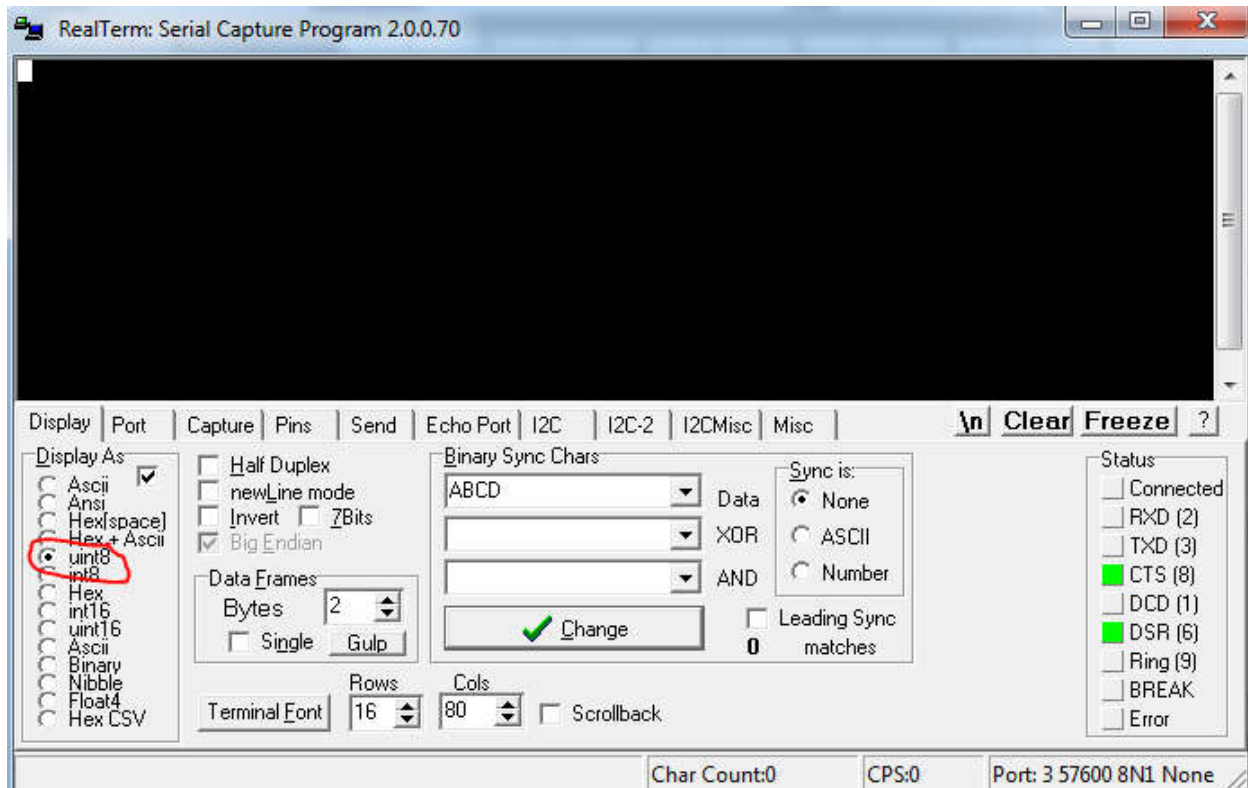 RealTerm: Serial Capture Program 2.0.0.70
Display Port Capture Pins Send Echo Port I2C I2C-2 I2CMisc Misc \n Clear Freeze ?
Display As
Ascii
Ansi
Hex[space]
Hex + Ascii
uint8
int8
Hex
int16
uint16
Ascii
Binary
Nibble
Float4
Hex CSV
Half Duplex
newLine mode
Invert 7Bits
Big Endian
Data Frames
Bytes 2
Single Gulp
Rows Cols
Terminal Font 16 80 Scrollback
Binary Sync Chars
ABCD Data
XOR
AND
Change
Sync is:
None
ASCII
Number
Leading Sync
0 matches
Status
Connected
RXD (2)
TXD (3)
CTS (8)
DCD (1)
DSR (6)
Ring (9)
BREAK
Error
Char Count:0 CPS:0 Port: 3 57600 8N1 None